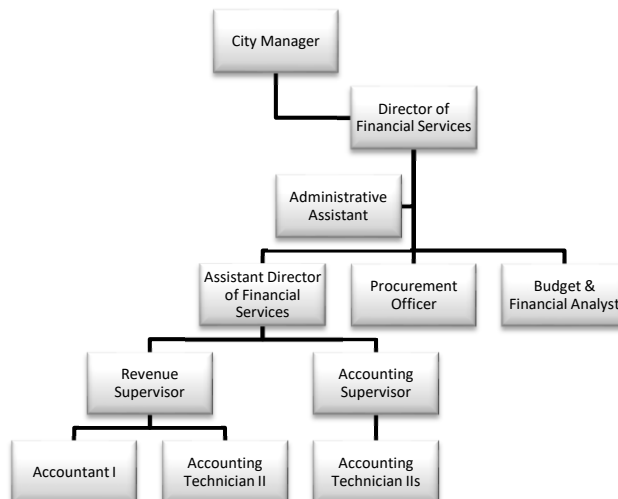 City Manager
Director of
Financial Services
Administrative
Assistant
Assistant Director
of Financial
Services
Procurement
Officer
Budget &
Financial Analyst
Revenue
Supervisor
Accounting
Supervisor
Accountant I
Accounting
Technician II
Accounting
Technician IIs